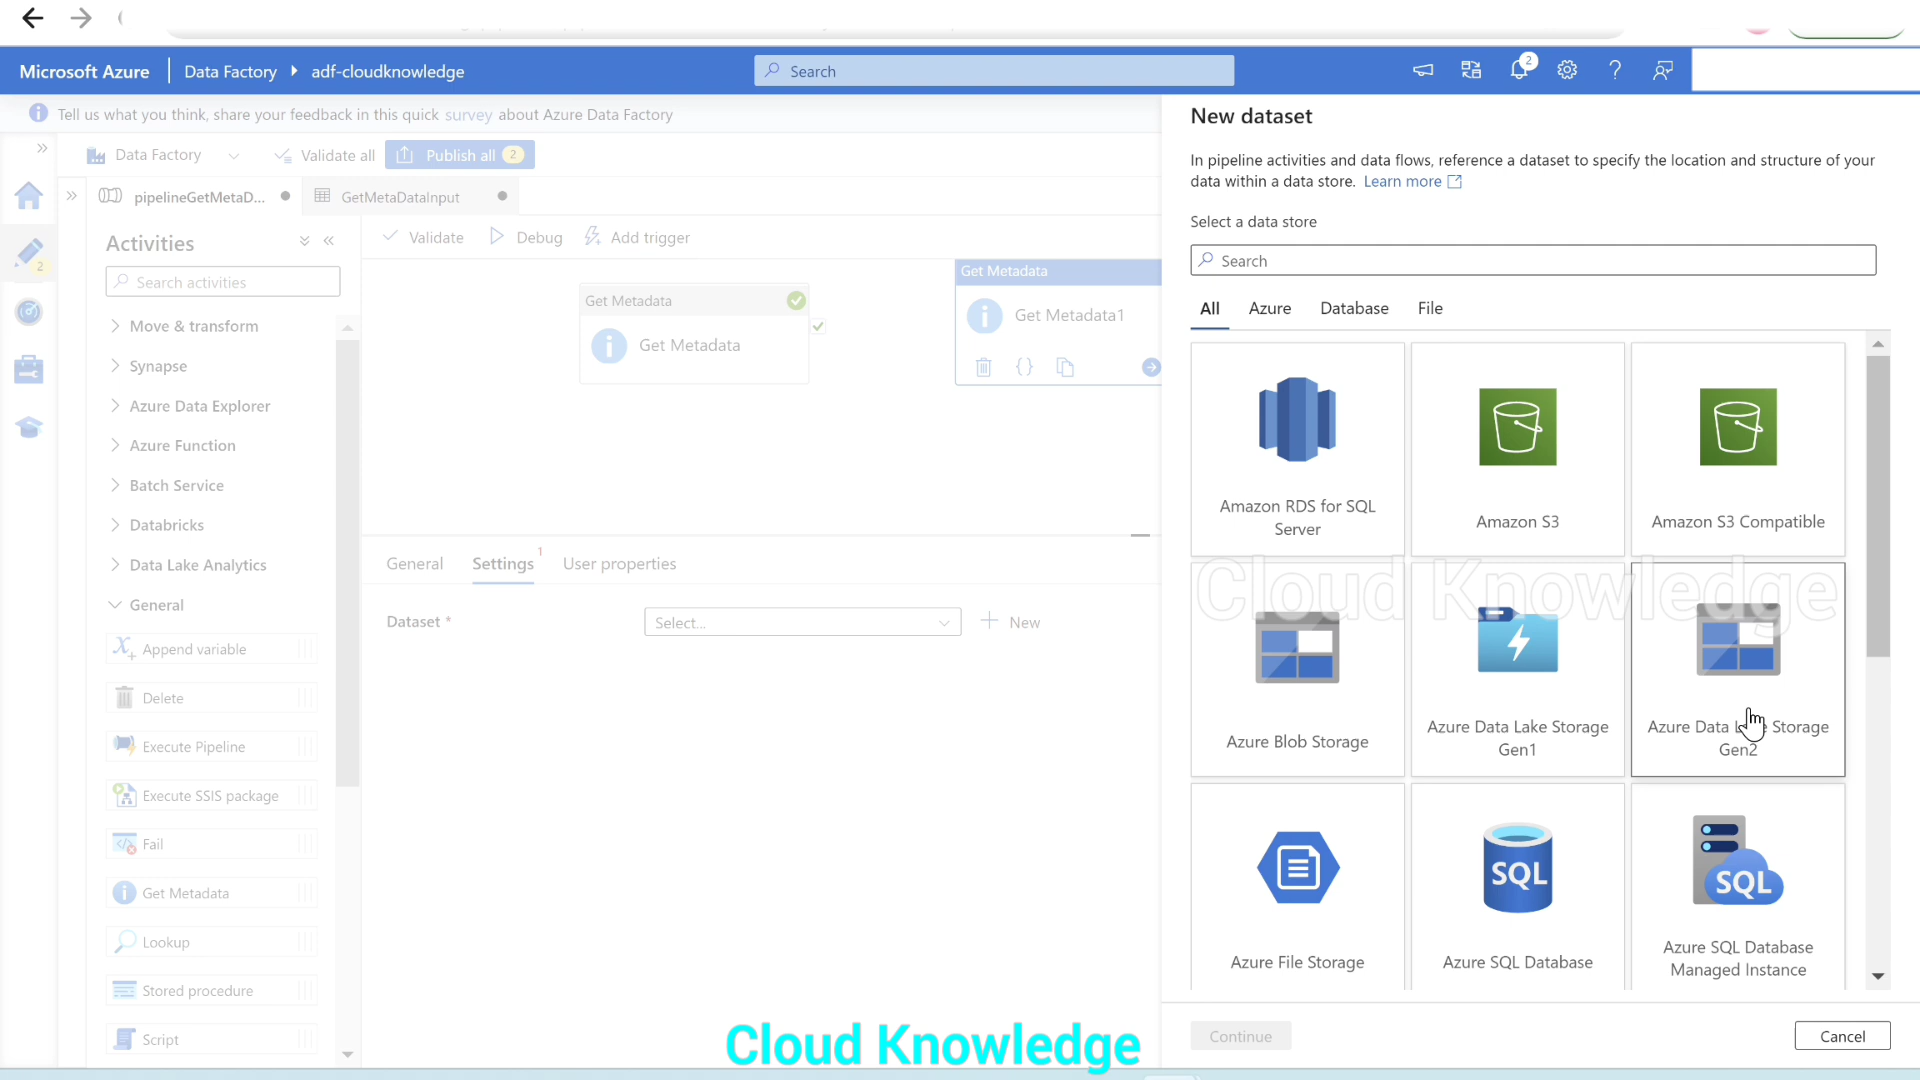 Microsoft Azure
Data Factory
adf-cloudknowledge
Search
2
Tell us what you think, share your feedback in this quick survey about Azure Data Factory
Data Factory
Validate all
Publish all 2
pipelineGetMetaD...
GetMetaDataInput
2
Activities
Search activities
Move & transform
Synapse
Azure Data Explorer
Azure Function
Batch Service
Databricks
Data Lake Analytics
General
Append variable
Delete
Execute Pipeline
Execute SSIS package
Fail
Get Metadata
Lookup
Stored procedure
Script
Validate
Debug
Add trigger
Get Metadata
Get Metadata
Get Metadata
Get Metadata1
General
Settings 1
User properties
Dataset *
Select...
New
New dataset
In pipeline activities and data flows, reference a dataset to specify the location and structure of your
data within a data store. Learn more
Select a data store
Search
All
Azure
Database
File
Amazon RDS for SQL
Server
Amazon S3
Amazon S3 Compatible
Cloud Knowledge
Azure Blob Storage
Azure Data Lake Storage
Gen1
Azure Data Lake Storage
Gen2
SQL
SQL
Azure File Storage
Azure SQL Database
Azure SQL Database
Managed Instance
Continue
Cancel
Cloud Knowledge